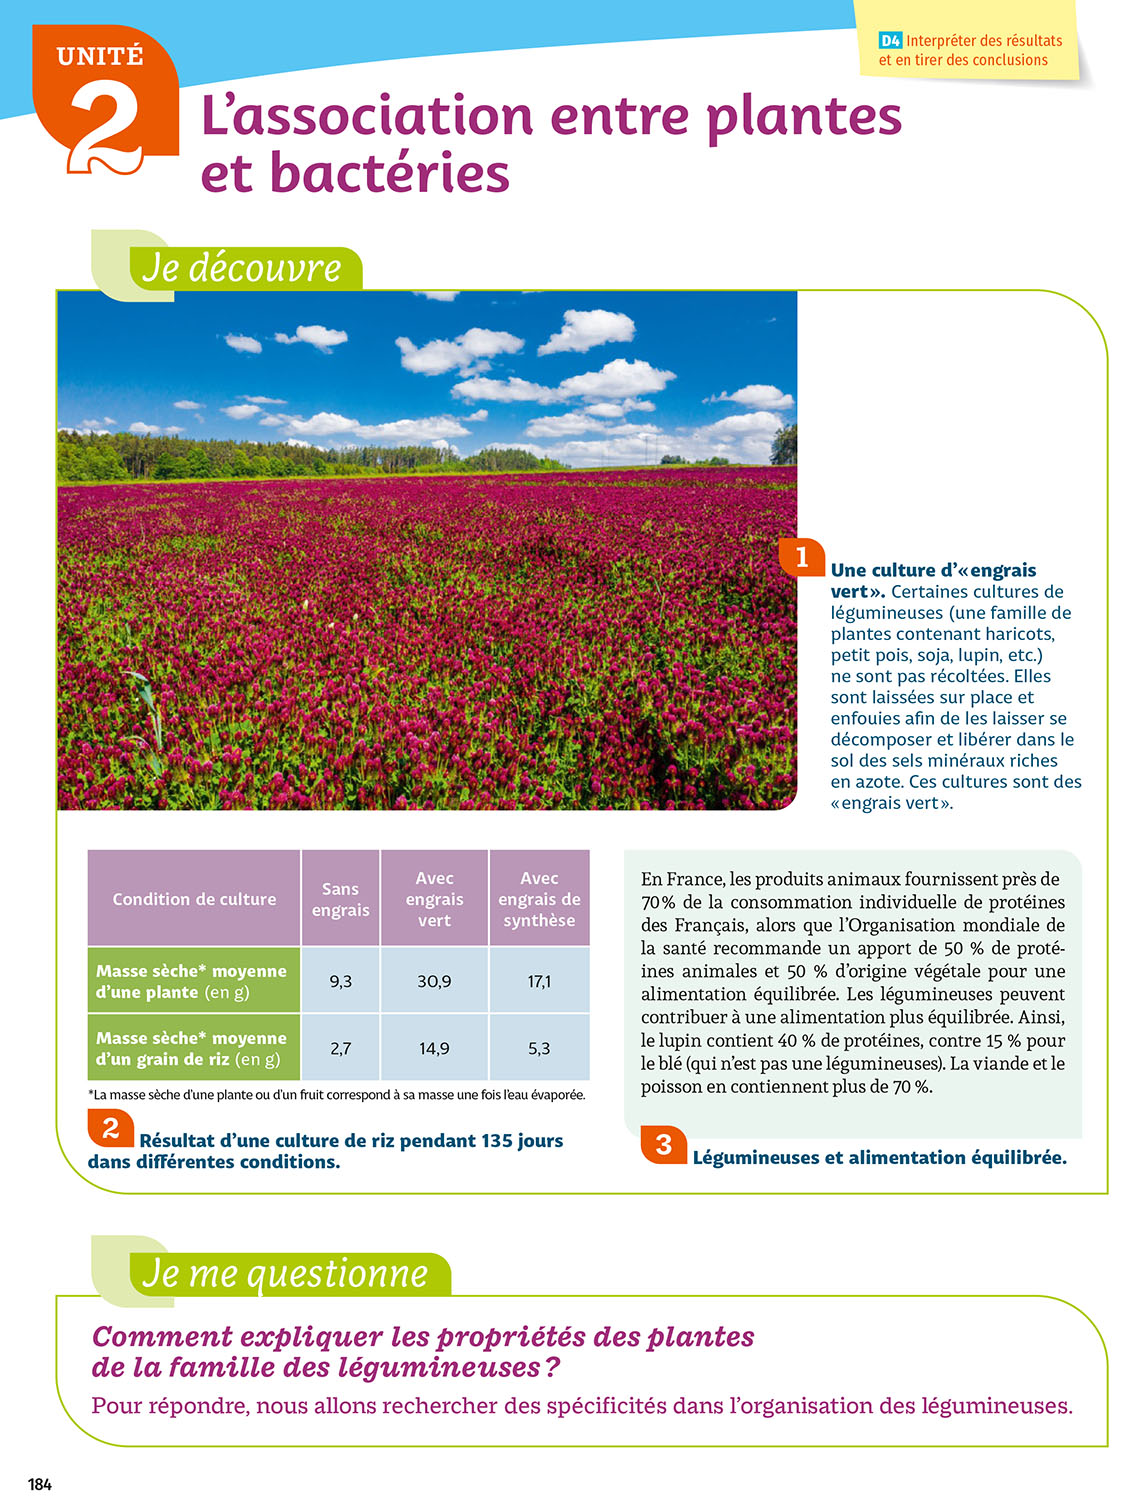 UNITÉ
2
D4 Interpréter des résultats
et en tirer des conclusions
L’association entre plantes
et bactéries
Je découvre
1
Une culture d’« engrais
vert ». Certaines cultures de
légumineuses (une famille de
plantes contenant haricots,
petit pois, soja, lupin, etc.)
ne sont pas récoltées. Elles
sont laissées sur place et
enfouies afin de les laisser se
décomposer et libérer dans le
sol des sels minéraux riches
en azote. Ces cultures sont des
« engrais vert ».
Condition de culture
Sans
engrais
Avec
engrais
vert
Avec
engrais de
synthèse
Masse sèche* moyenne
d’une plante (en g)
9,3
30,9
17,1
Masse sèche* moyenne
d’un grain de riz (en g)
2,7
14,9
5,3
*La masse sèche d’une plante ou d’un fruit correspond à sa masse une fois l’eau évaporée.
2 Résultat d’une culture de riz pendant 135 jours
dans différentes conditions.
En France, les produits animaux fournissent près de
70 % de la consommation individuelle de protéines
des Français, alors que l’Organisation mondiale de
la santé recommande un apport de 50 % de proté-
ines animales et 50 % d’origine végétale pour une
alimentation équilibrée. Les légumineuses peuvent
contribuer à une alimentation plus équilibrée. Ainsi,
le lupin contient 40 % de protéines, contre 15 % pour
le blé (qui n’est pas une légumineuses). La viande et le
poisson en contiennent plus de 70 %.
3 Légumineuses et alimentation équilibrée.
Je me questionne
Comment expliquer les propriétés des plantes
de la famille des légumineuses ?
Pour répondre, nous allons rechercher des spécificités dans l’organisation des légumineuses.
184